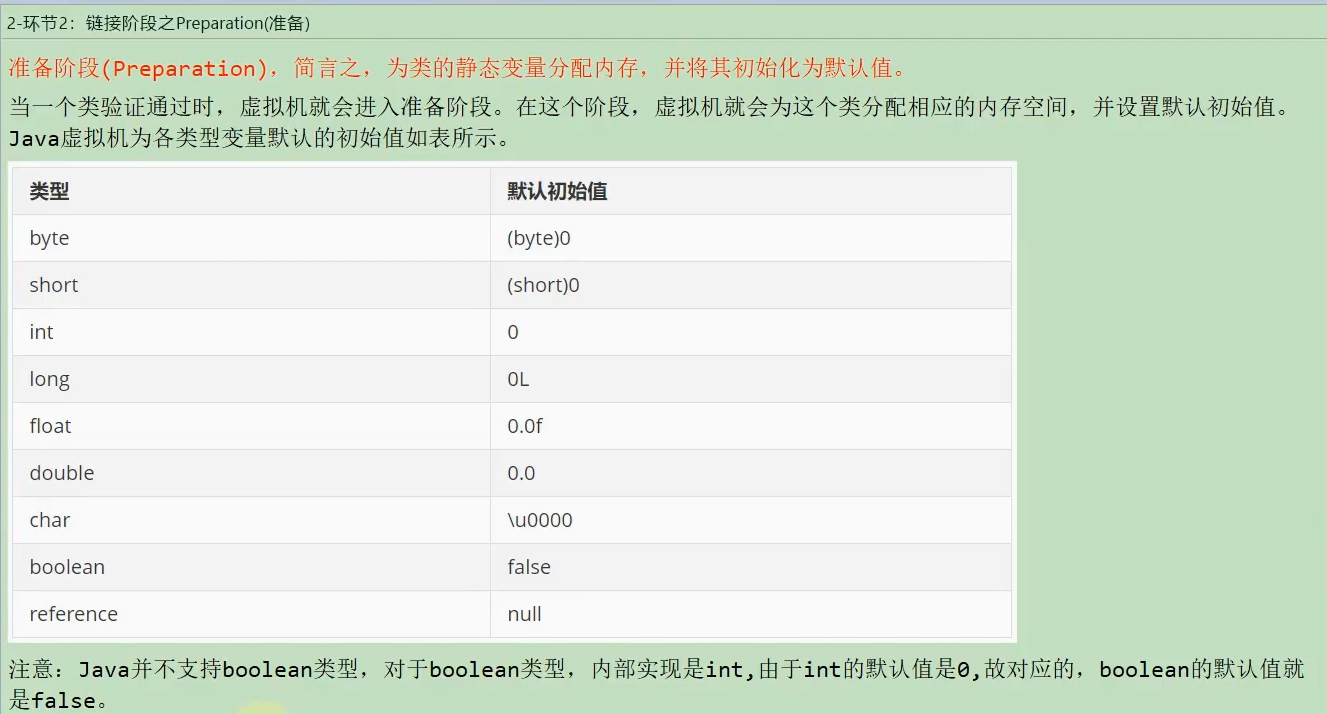 2-环节2：链接阶段之Preparation(准备)
准备阶段(Preparation)，简言之，为类的静态变量分配内存，并将其初始化为默认值。
当一个类验证通过时，虚拟机就会进入准备阶段。在这个阶段，虚拟机就会为这个类分配相应的内存空间，并设置默认初始值。
Java虚拟机为各类型变量默认的初始值如表所示。
类型 默认初始值
byte (byte)0
short (short)0
int 0
long 0L
float 0.0f
double 0.0
char \u0000
boolean false
reference null
注意：Java并不支持boolean类型，对于boolean类型，内部实现是int,由于int的默认值是0,故对应的，boolean的默认值就
是false。